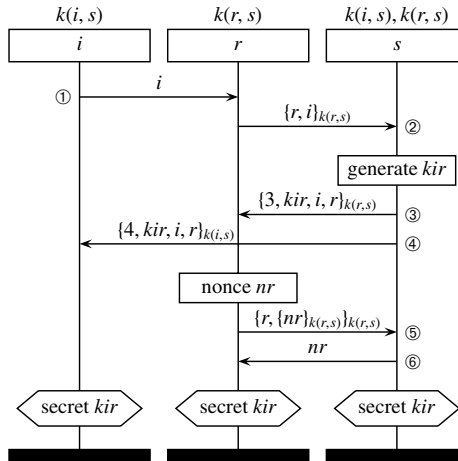 k(i, s) k(r, s) k(i, s), k(r, s)
i r s
① i
{r, i}k(r,s) ②
generate kir
{3, kir, i, r}k(r,s) ③
{4, kir, i, r}k(i,s) ④
nonce nr
{r, {nr}k(r,s)}k(r,s) ⑤
nr ⑥
secret kir secret kir secret kir